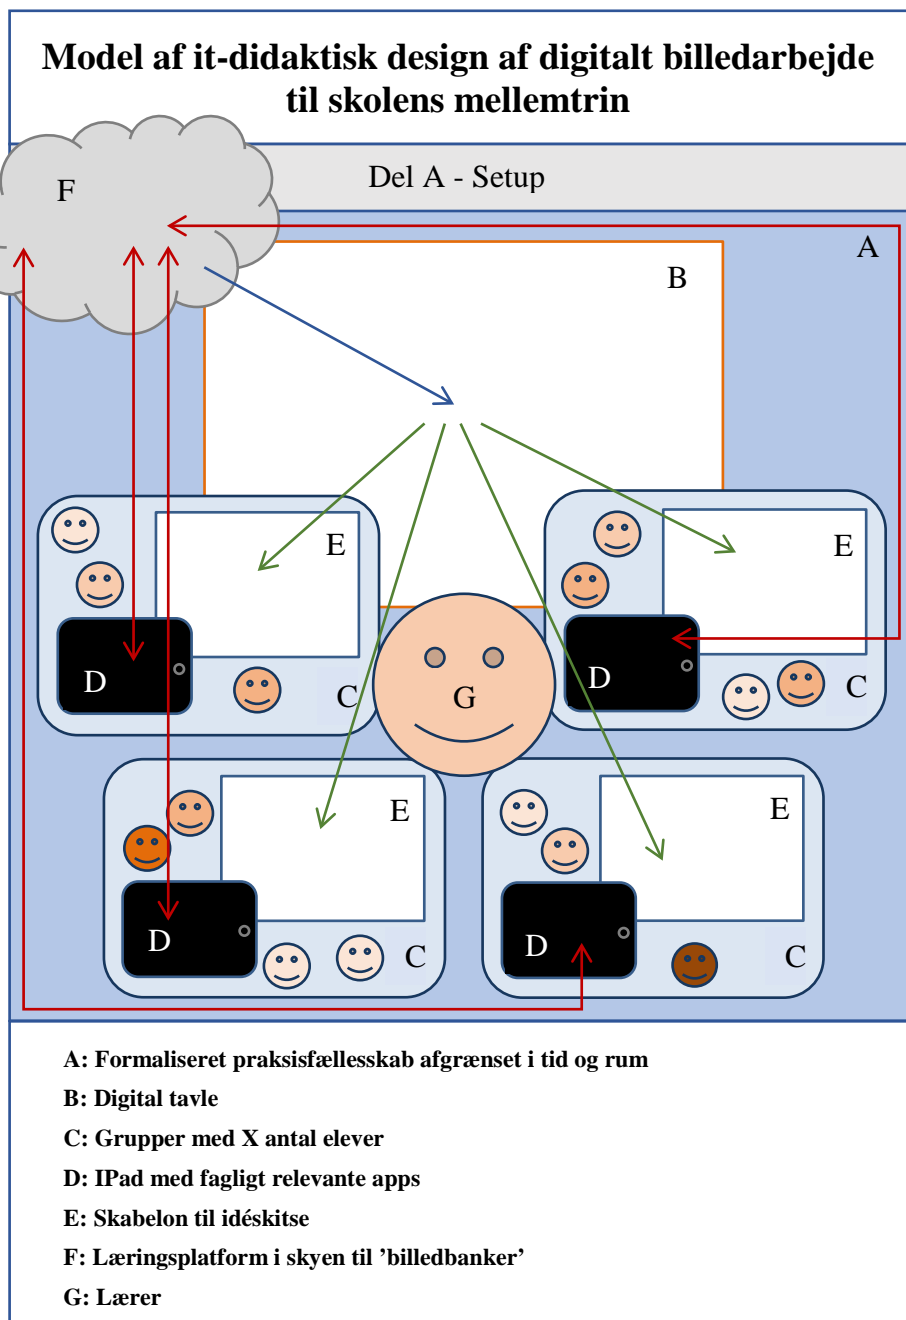 Model af it-didaktisk design af digitalt billedarbejde
til skolens mellemtrin
Del A - Setup
F
A
B
E
E
D
C
G
D
C
E
E
D
C
D
C
A: Formaliseret praksisfællesskab afgrænset i tid og rum
B: Digital tavle
C: Grupper med X antal elever
D: IPad med fagligt relevante apps
E: Skabelon til idéskitse
F: Læringsplatform i skyen til ’billedbanker’
G: Lærer